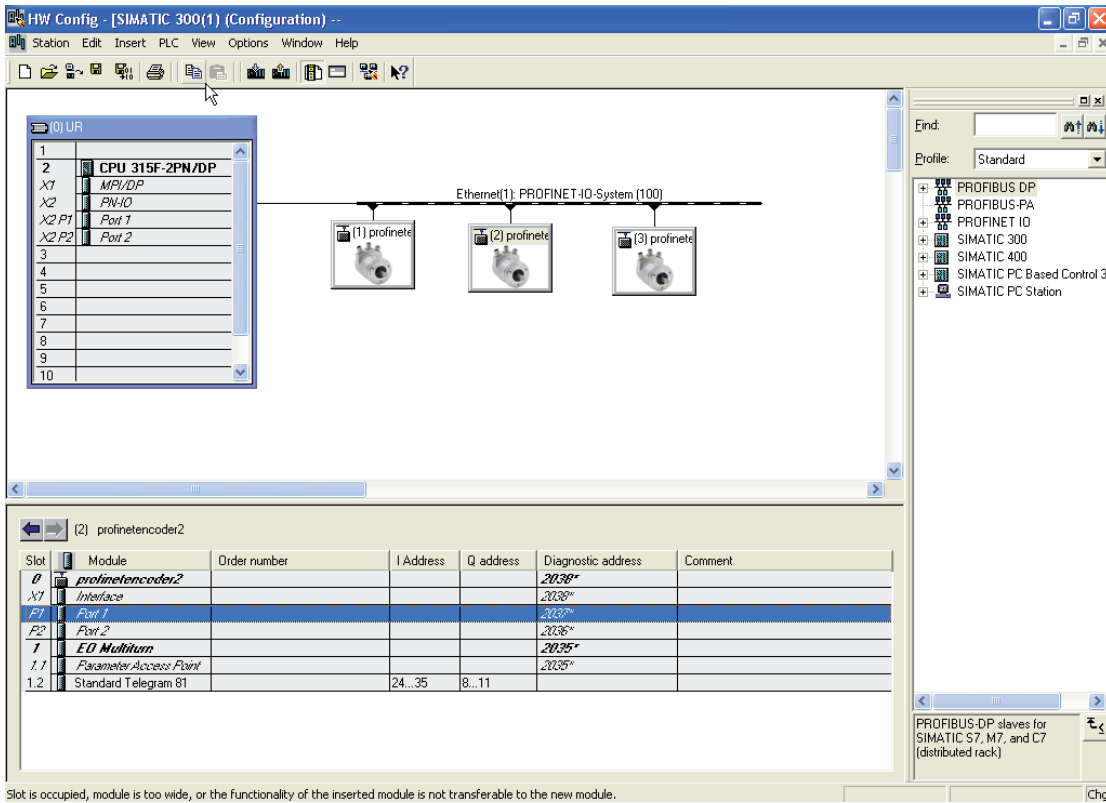 HW Config - [SIMATIC 300(1) (Configuration) --
Station Edit Insert PLC View Options Window Help
(0) UR
1
2 CPU 315F-2PN/DP
X1 MPI/DP
X2 PN-IO
X2 P1 Port 1
X2 P2 Port 2
3
4
5
6
7
8
9
10
Ethernet(1): PROFINET-IO-System (100)
(1) profinete
(2) profinete
(3) profinete
Find:
Profile: Standard
PROFIBUS DP
PROFIBUS-PA
PROFINET IO
SIMATIC 300
SIMATIC 400
SIMATIC PC Based Control 3
SIMATIC PC Station
(2) profinetencoder2
Slot Module Order number I Address Q address Diagnostic address Comment
0 profinetencoder2 2038*
X1 Interface 2038*
P1 Port 1 2037*
P2 Port 2 2036*
1 EO Multiturn 2035*
1.1 Parameter Access Point 2035*
1.2 Standard Telegram 81 24...35 8...11
PROFIBUS-DP slaves for
SIMATIC S7, M7, and C7
(distributed rack)
Slot is occupied, module is too wide, or the functionality of the inserted module is not transferable to the new module.
Chg